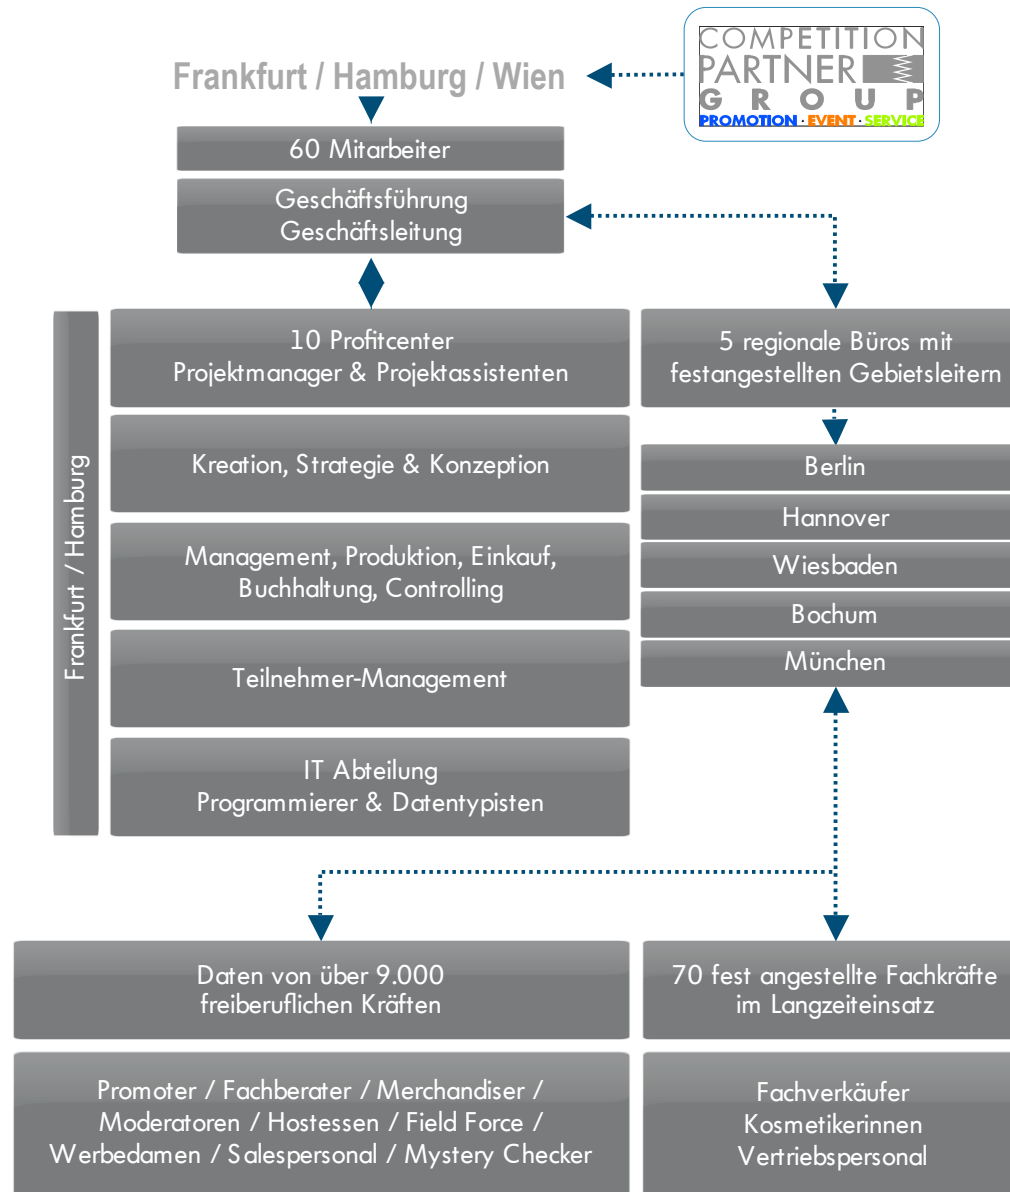 COMPETITION
PARTNER
GROUP
PROMOTION · EVENT · SERVICE
Frankfurt / Hamburg / Wien
60 Mitarbeiter
Geschäftsführung
Geschäftsleitung
Frankfurt / Hamburg
10 Profitcenter
Projektmanager & Projektassistenten
Kreation, Strategie & Konzeption
Management, Produktion, Einkauf,
Buchhaltung, Controlling
Teilnehmer-Management
IT Abteilung
Programmierer & Datentypisten
5 regionale Büros mit
festangestellten Gebietsleitern
Berlin
Hannover
Wiesbaden
Bochum
München
Daten von über 9.000
freiberuflichen Kräften
Promoter / Fachberater / Merchandiser /
Moderatoren / Hostessen / Field Force /
Werbedamen / Salespersonal / Mystery Checker
70 fest angestellte Fachkräfte
im Langzeiteinsatz
Fachverkäufer
Kosmetikerinnen
Vertriebspersonal